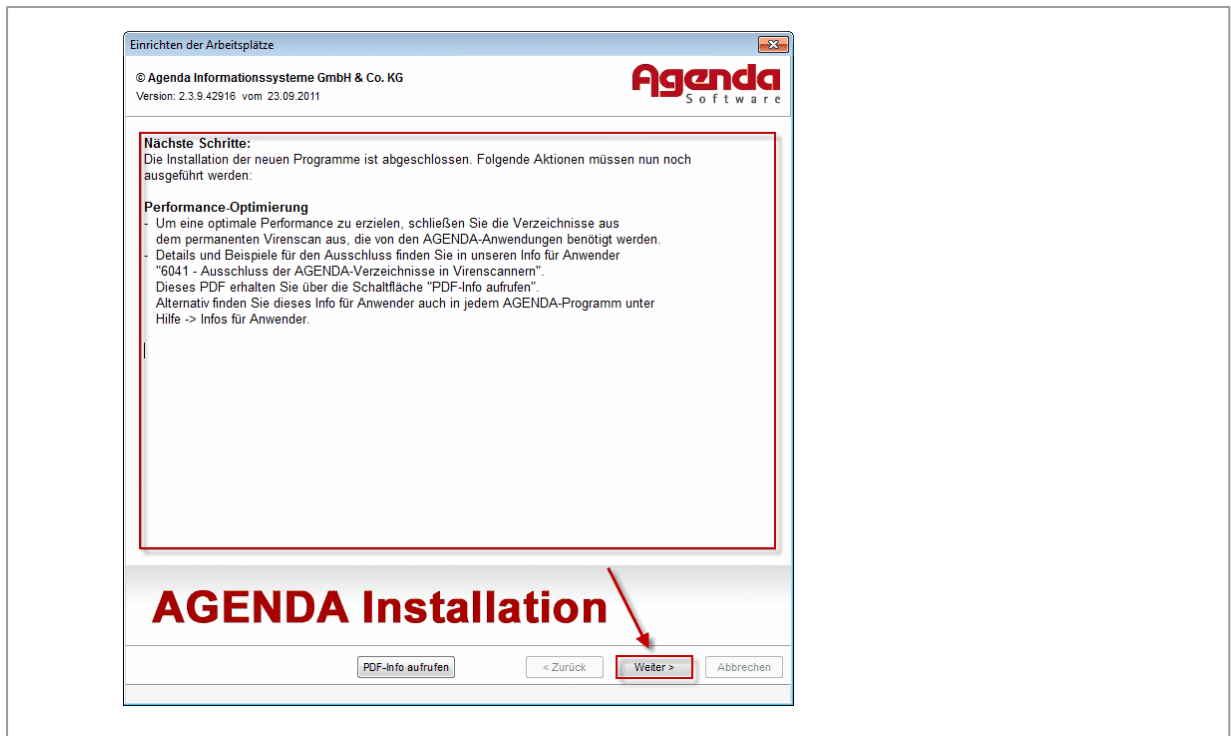 Einrichten der Arbeitsplätze
© Agenda Informationssysteme GmbH & Co. KG
Version: 2.3.9.42916 vom 23.09.2011
Agenda
Software
Nächste Schritte:
Die Installation der neuen Programme ist abgeschlossen. Folgende Aktionen müssen nun noch
ausgeführt werden:
Performance-Optimierung
- Um eine optimale Performance zu erzielen, schließen Sie die Verzeichnisse aus
dem permanenten Virenscan aus, die von den AGENDA-Anwendungen benötigt werden.
- Details und Beispiele für den Ausschluss finden Sie in unseren Info für Anwender
"6041 - Ausschluss der AGENDA-Verzeichnisse in Virenscannern".
Dieses PDF erhalten Sie über die Schaltfläche "PDF-Info aufrufen".
Alternativ finden Sie dieses Info für Anwender auch in jedem AGENDA-Programm unter
Hilfe -> Infos für Anwender.
AGENDA Installation
PDF-Info aufrufen
< Zurück
Weiter >
Abbrechen